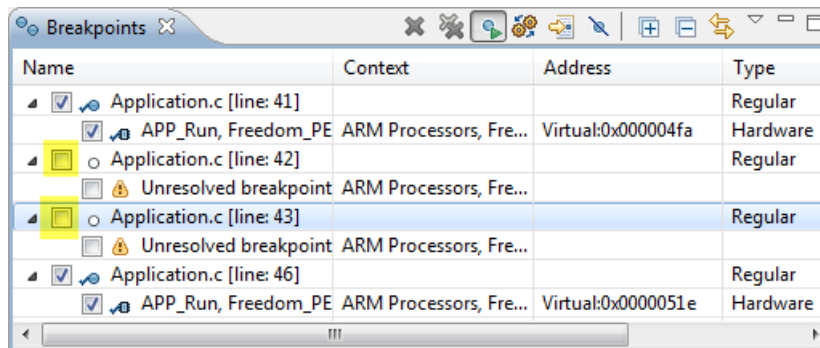 Breakpoints
Name Context Address Type
Application.c [line: 41] Regular
APP_Run, Freedom_PE ARM Processors, Fre... Virtual:0x000004fa Hardware
Application.c [line: 42] Regular
Unresolved breakpoint ARM Processors, Fre...
Application.c [line: 43] Regular
Unresolved breakpoint ARM Processors, Fre...
Application.c [line: 46] Regular
APP_Run, Freedom_PE ARM Processors, Fre... Virtual:0x0000051e Hardware